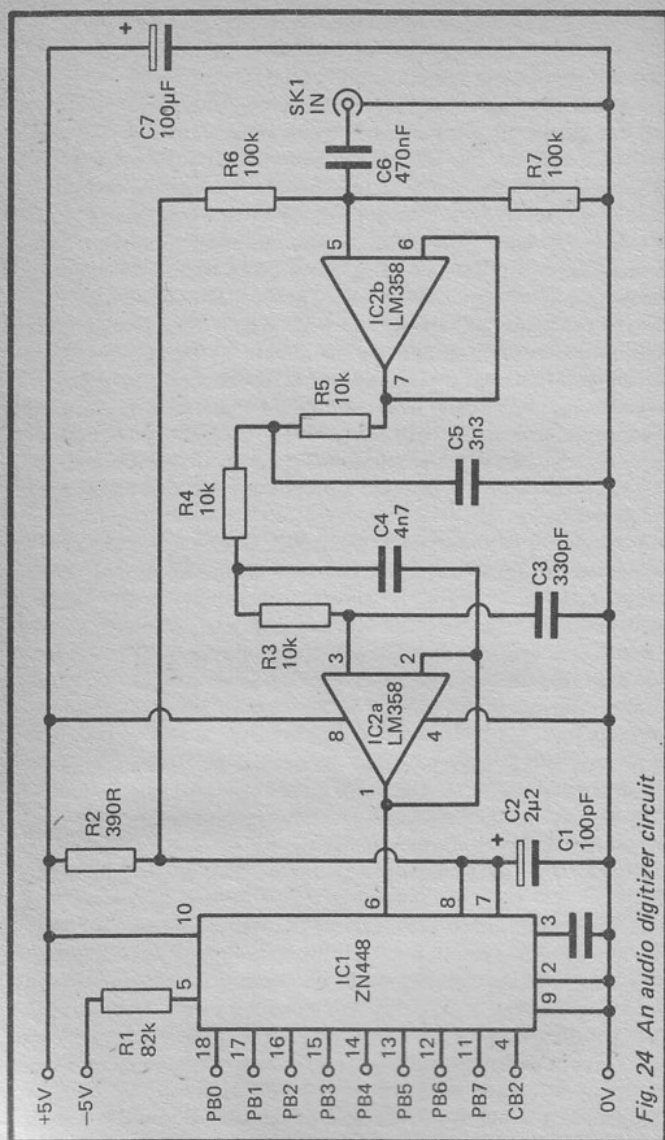 +5V
-5V
R1
82k
PB0
PB1
PB2
PB3
PB4
PB5
PB6
PB7
CB2
0V
18
17
16
15
14
13
12
11
4
5
10
IC1
ZN448
6
8
7
3
2
9
R2
390R
+
C2
2µ2
C1
100pF
1
8
IC2a
LM358
4
3
2
R3
10k
C3
330pF
C4
4n7
R4
10k
R5
10k
C5
3n3
7
IC2b
LM358
5
6
R6
100k
C6
470nF
R7
100k
SK1
IN
+
C7
100µF
Fig. 24 An audio digitizer circuit